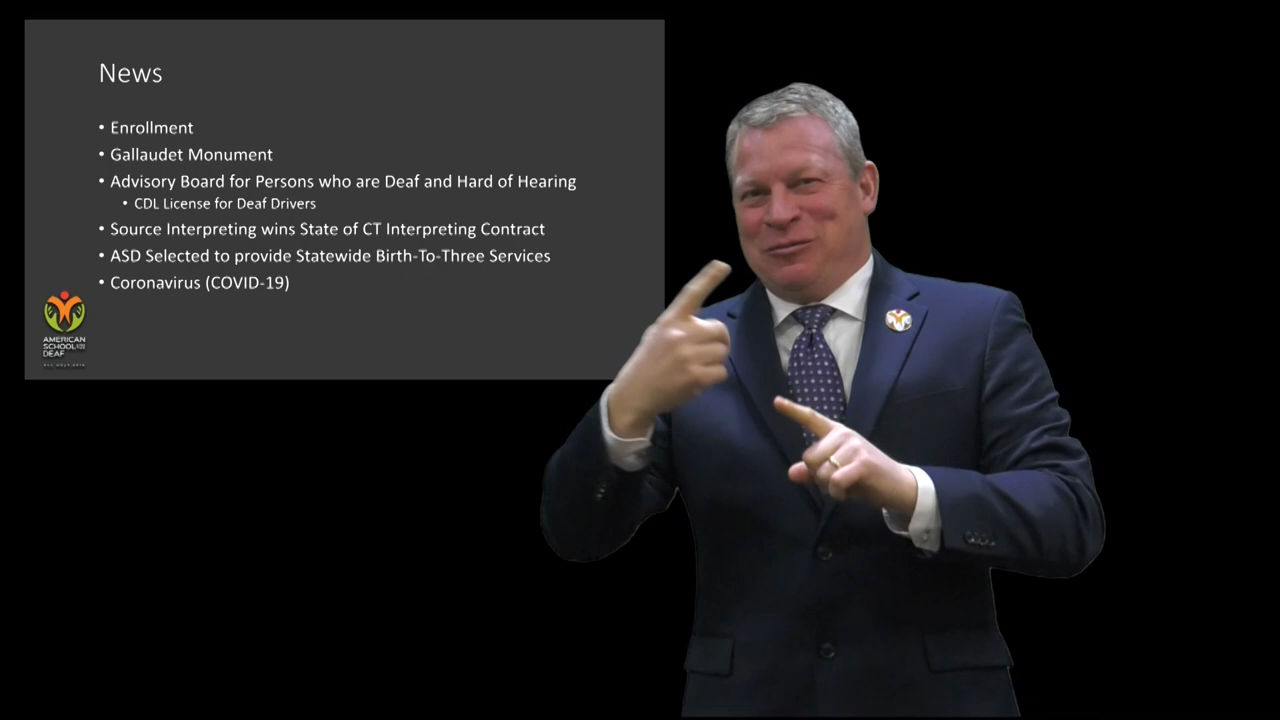 News
• Enrollment
• Gallaudet Monument
• Advisory Board for Persons who are Deaf and Hard of Hearing
• CDL License for Deaf Drivers
• Source Interpreting wins State of CT Interpreting Contract
• ASD Selected to provide Statewide Birth-To-Three Services
• Coronavirus (COVID-19)
AMERICAN
SCHOOL
DEAF